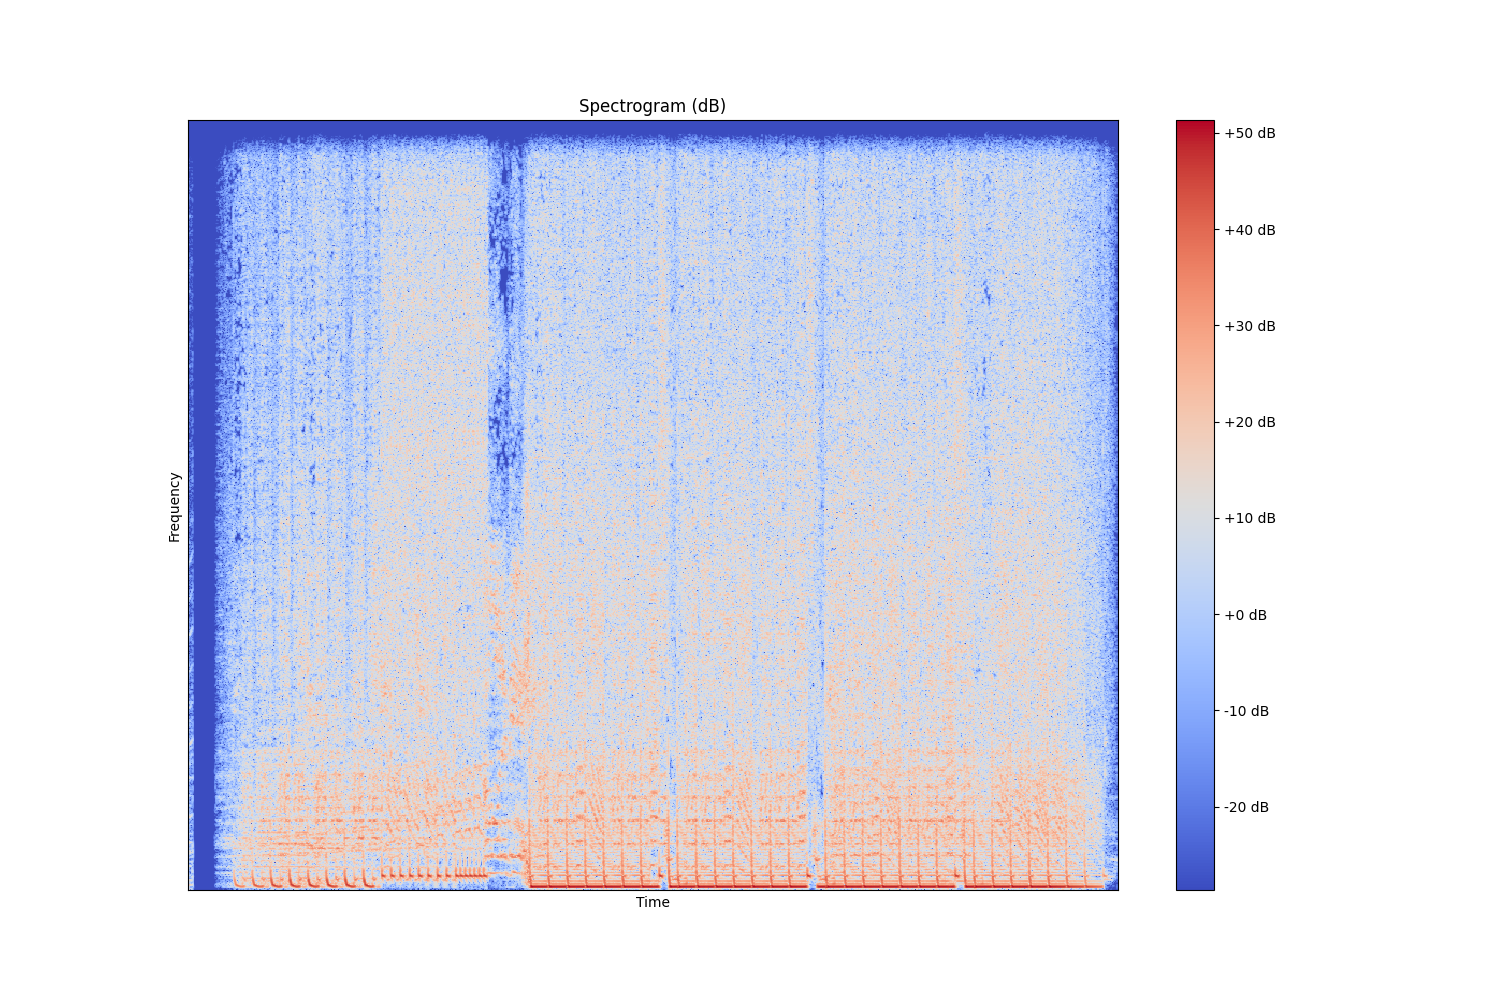 Spectrogram (dB)
+50 dB
+40 dB
+30 dB
+20 dB
+10 dB
+0 dB
-10 dB
-20 dB
Frequency
Time